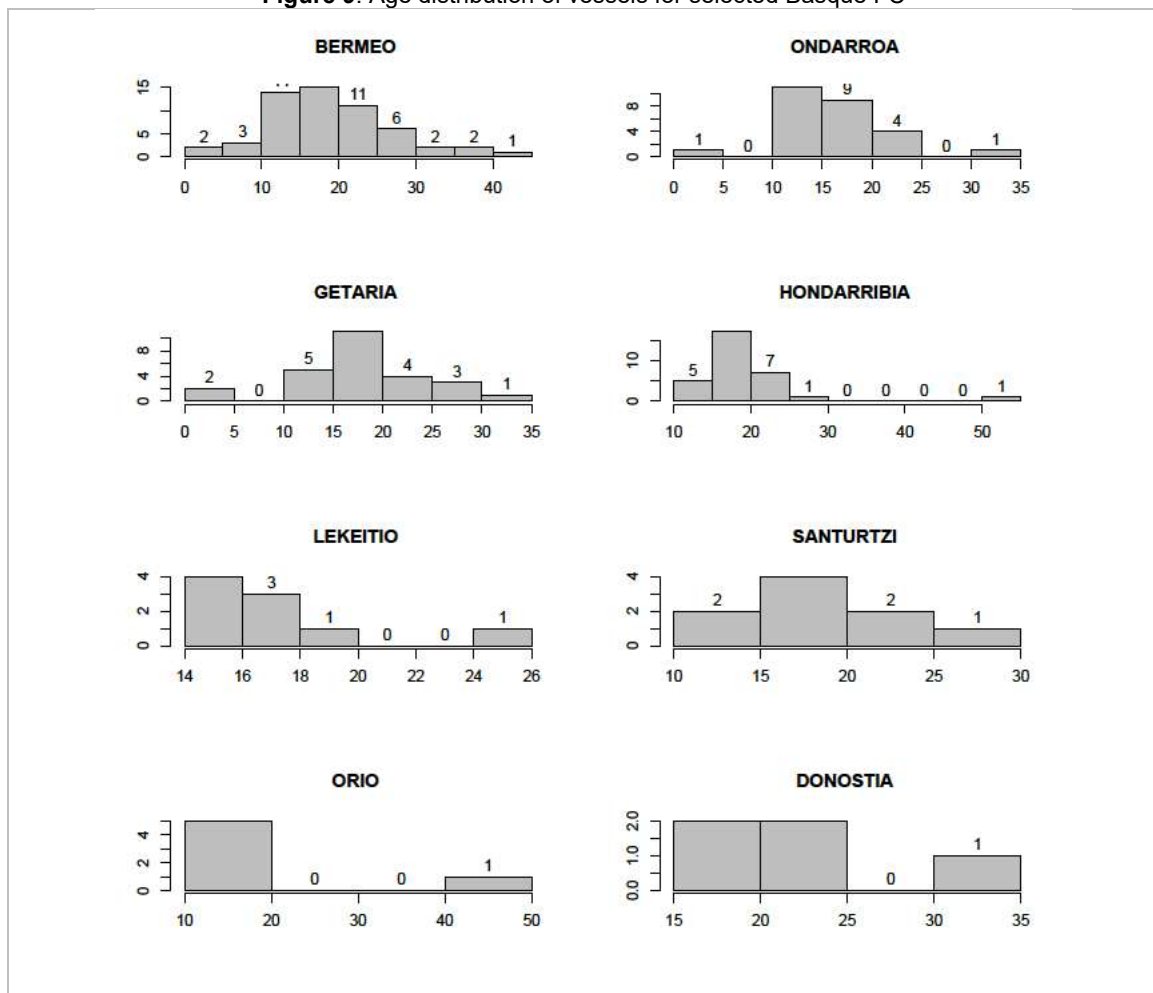 Figure : Age distribution of vessels for selected Basque
BERMEO
15
5
0
2 3 11 6 2 2 1
0 10 20 30 40
ONDARROA
8
4
0
1 0 9 4 0 1
0 5 10 15 20 25 30 35
GETARIA
8
4
0
2 0 5 4 3 1
0 5 10 15 20 25 30 35
HONDARRIBIA
10
0
5 7 1 0 0 0 0 1
10 20 30 40 50
LEKEITIO
4
2
0
3 1 0 0 1
14 16 18 20 22 24 26
SANTURTZI
4
2
0
2 2 1
10 15 20 25 30
ORIO
4
2
0
0 0 1
10 20 30 40 50
DONOSTIA
2.0
1.0
0.0
0 1
15 20 25 30 35